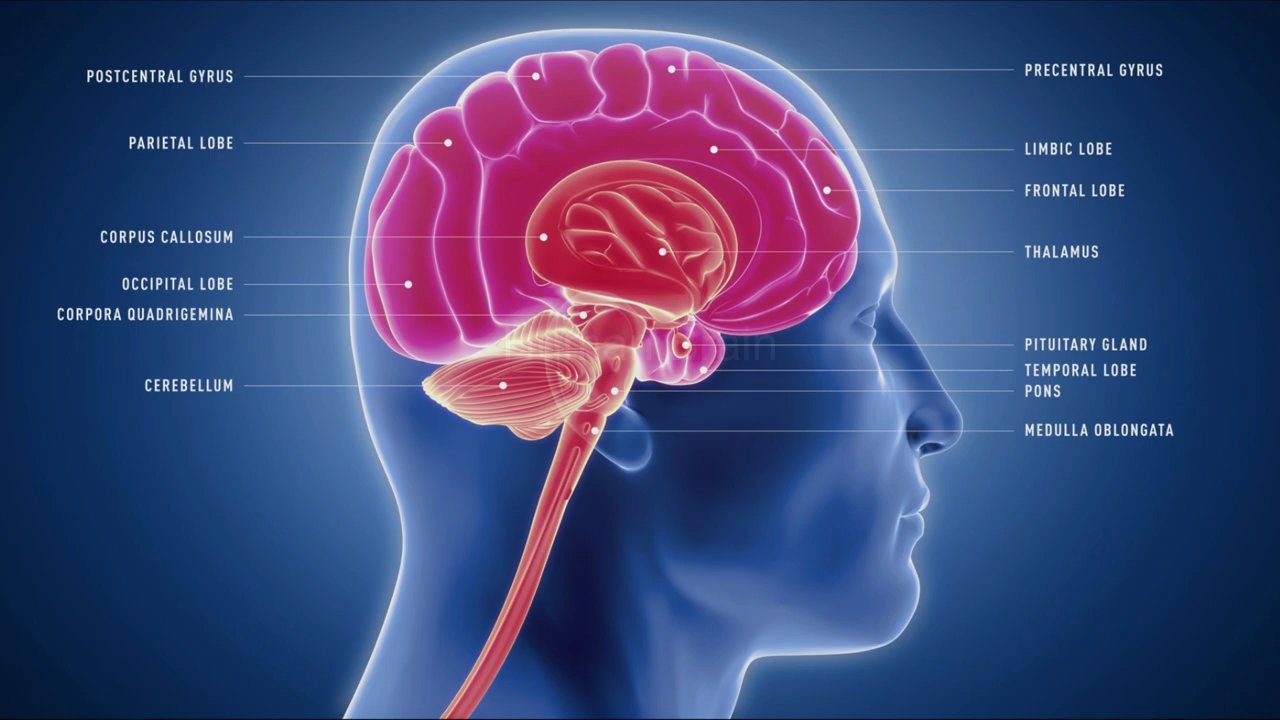 POSTCENTRAL GYRUS
PARIETAL LOBE
CORPUS CALLOSUM
OCCIPITAL LOBE
CORPORA QUADRIGEMINA
CEREBELLUM
PRECENTRAL GYRUS
LIMBIC LOBE
FRONTAL LOBE
THALAMUS
PITUITARY GLAND
TEMPORAL LOBE
PONS
MEDULLA OBLONGATA